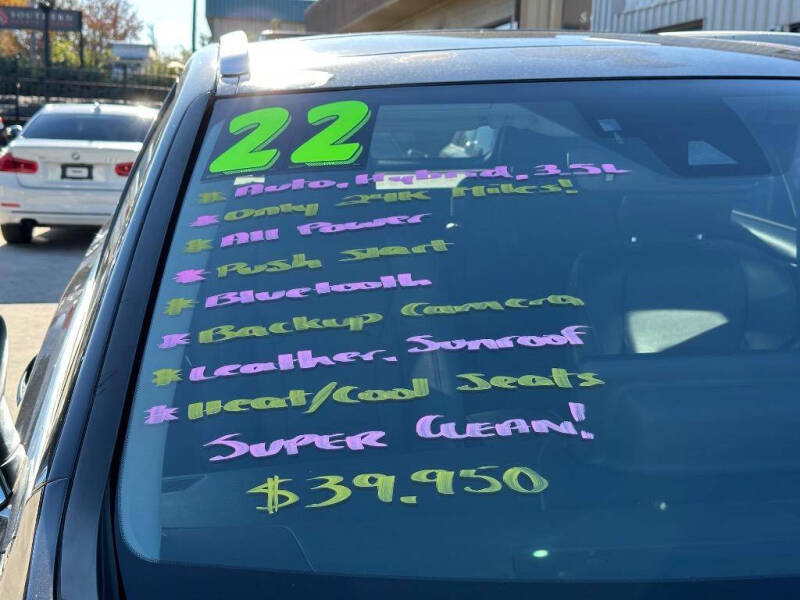 SOUTHERN
22
* Auto, Hybrid, 3.5L
* Only 24K Miles!
* All Power
* Push Start
* Bluetooth
* Backup Camera
* Leather, Sunroof
* Heat/Cool Seats
SUPER CLEAN!
$39,950